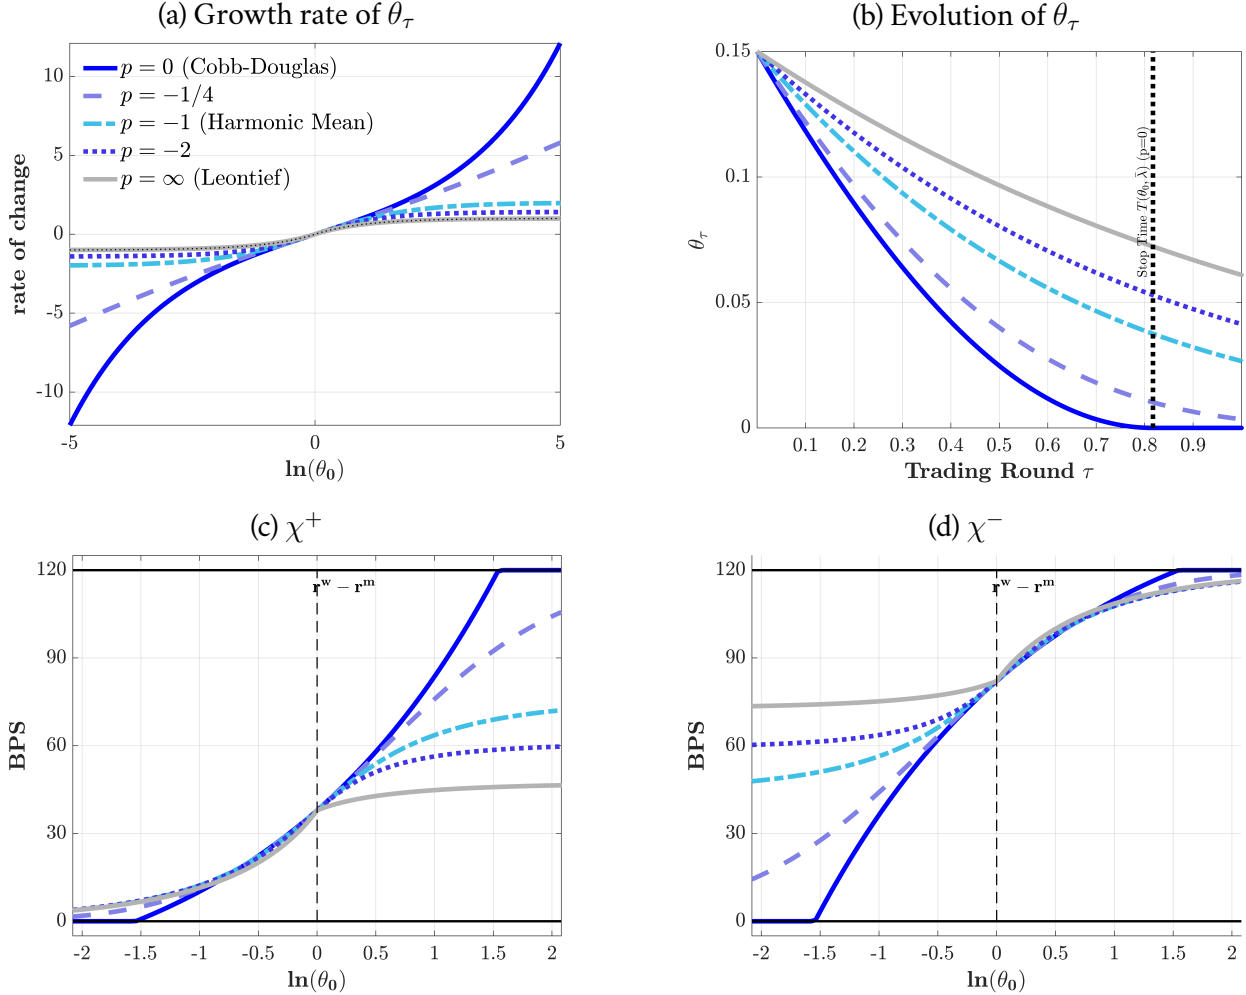 (a) Growth rate of θ_τ
10
5
0
-5
-10
rate of change
p = 0 (Cobb-Douglas)
p = −1/4
p = −1 (Harmonic Mean)
p = −2
p = ∞ (Leontief)
-5
0
5
ln(θ₀)
(b) Evolution of θ_τ
0.15
0.1
0.05
0
θ_τ
Stop Time T(θ₀, λ̄) (p=0)
0.1 0.2 0.3 0.4 0.5 0.6 0.7 0.8 0.9
Trading Round τ
(c) χ⁺
120
90
60
30
0
BPS
r^w − r^m
-2 -1.5 -1 -0.5 0 0.5 1 1.5 2
ln(θ₀)
(d) χ⁻
120
90
60
30
0
BPS
r^w − r^m
-2 -1.5 -1 -0.5 0 0.5 1 1.5 2
ln(θ₀)